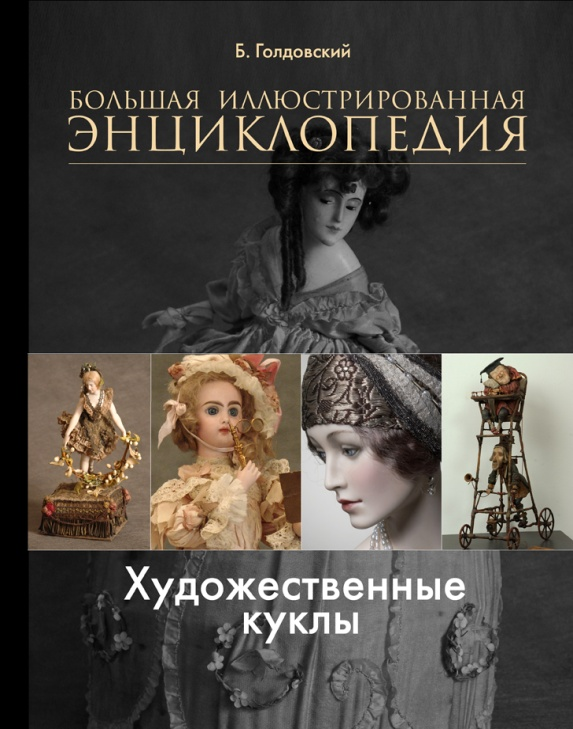 Б. Голдовский
БОЛЬШАЯ ИЛЛЮСТРИРОВАННАЯ
ЭНЦИКЛОПЕДИЯ
Художественные
куклы